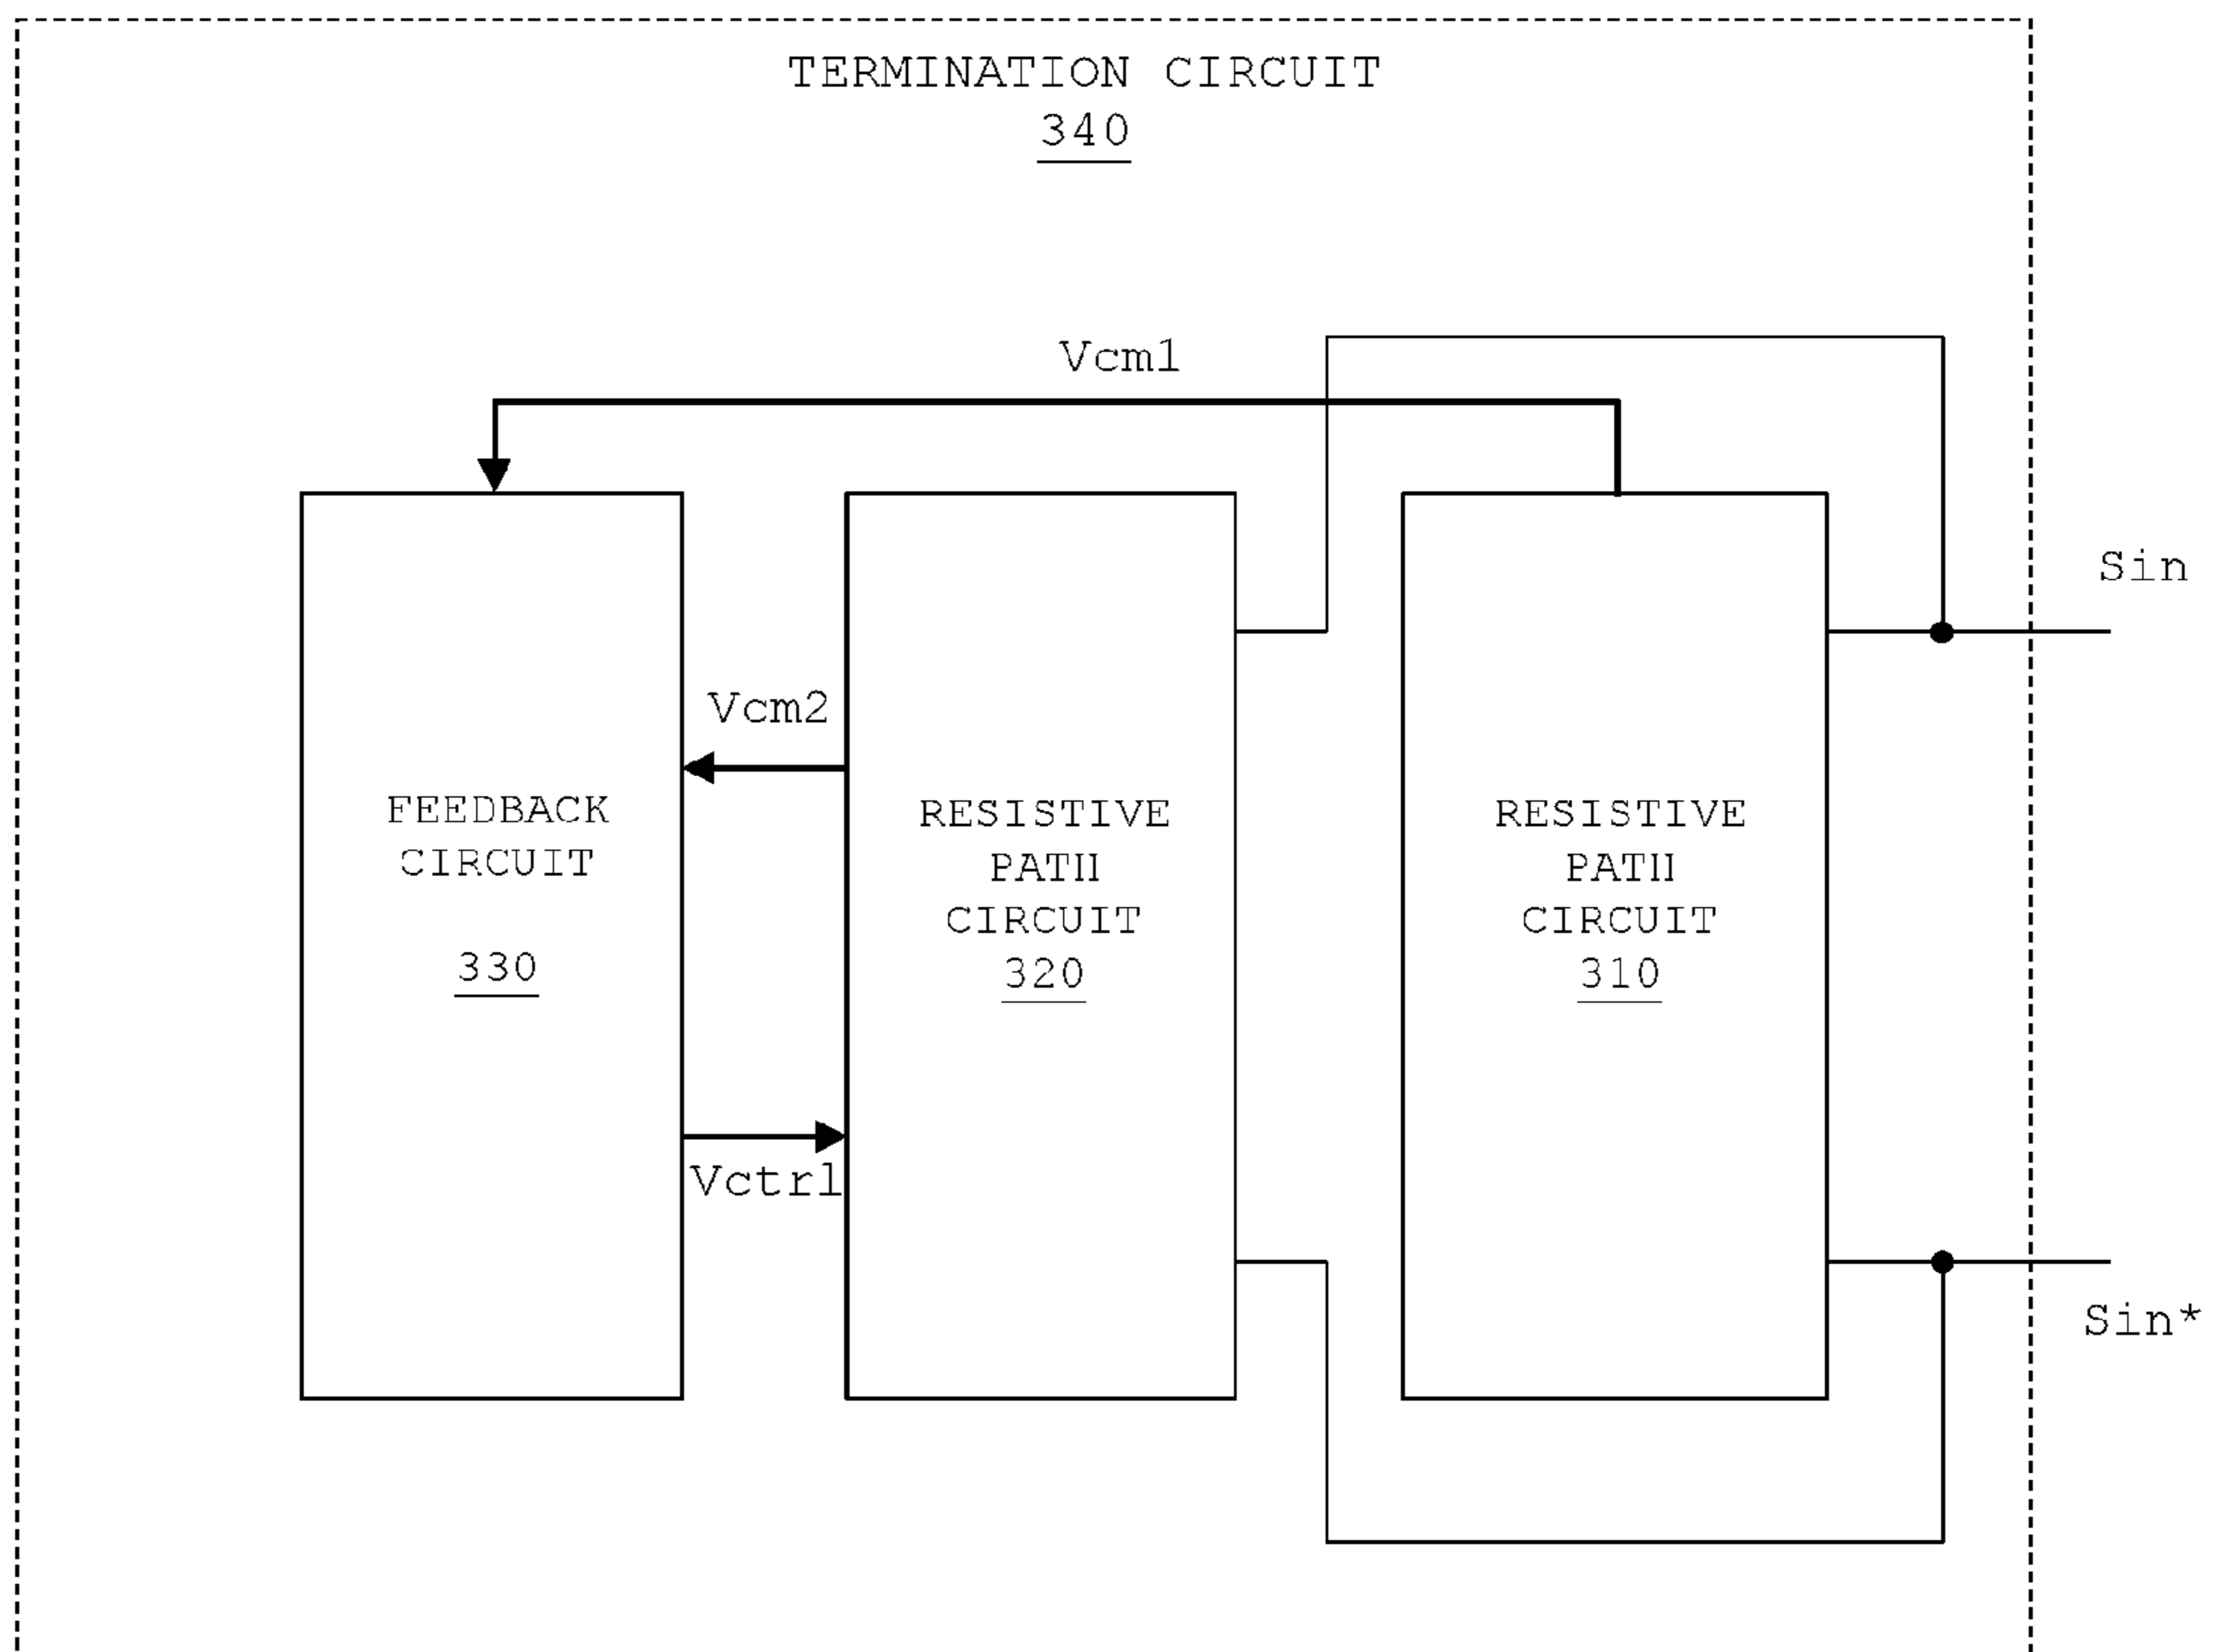 TERMINATION CIRCUIT
340
Vcm1
Sin
Vcm2
FEEDBACK
CIRCUIT
330
RESISTIVE
PATH
CIRCUIT
320
RESISTIVE
PATH
CIRCUIT
310
Vctrl
Sin*